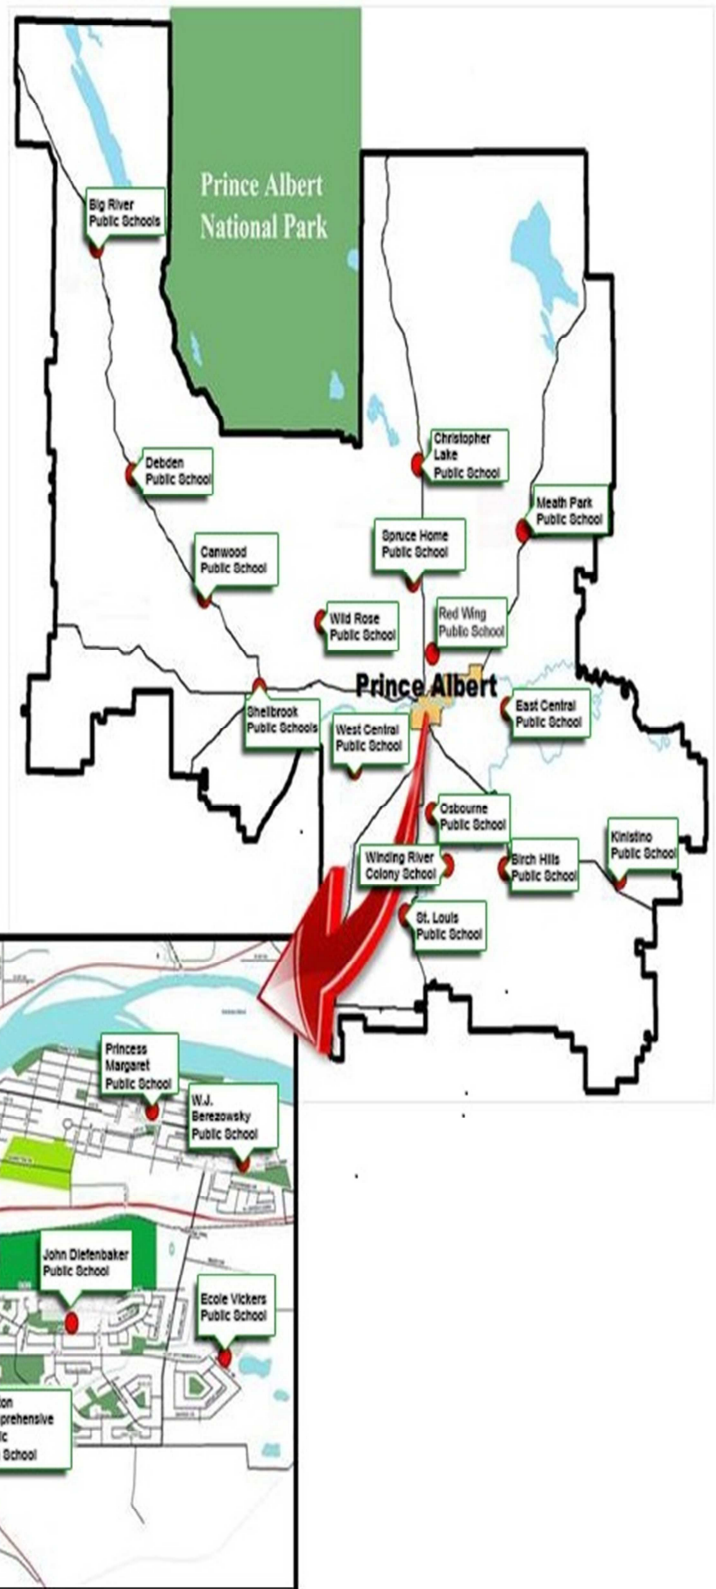 Prince Albert
National Park
Big River
Public Schools
Christopher
Lake
Public School
Debden
Public School
Meath Park
Public School
Spruce Home
Public School
Canwood
Public School
Wild Rose
Public School
Red Wing
Public School
Prince Albert
Shellbrook
Public Schools
East Central
Public School
West Central
Public School
Osbourne
Public School
Winding River
Colony School
Birch Hills
Public School
Kinistino
Public School
St. Louis
Public School
Princess
Margaret
Public School
W.J.
Berezowsky
Public School
John Diefenbaker
Public School
Ecole Vickers
Public School
ton
prehensive
ic
School